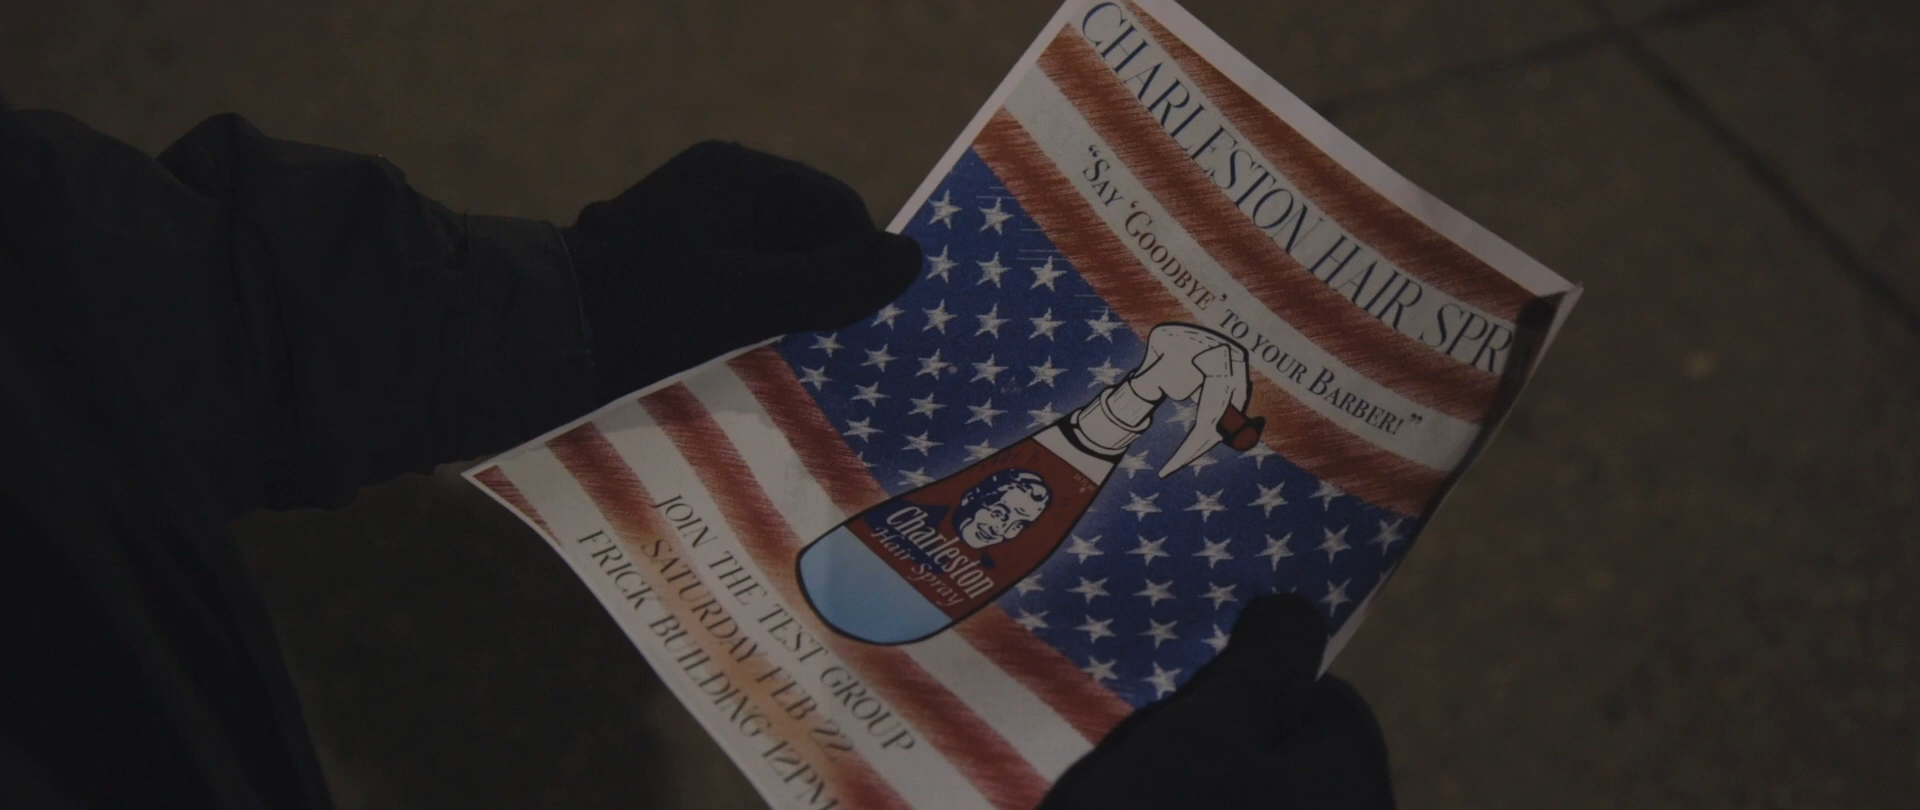 CHARLESTON HAIR SPR
“SAY ‘GOODBYE’ TO YOUR BARBER!”
Charleston
Hair Spray
JOIN THE TEST GROUP
SATURDAY FEB 22
FRICK BUILDING 12PM